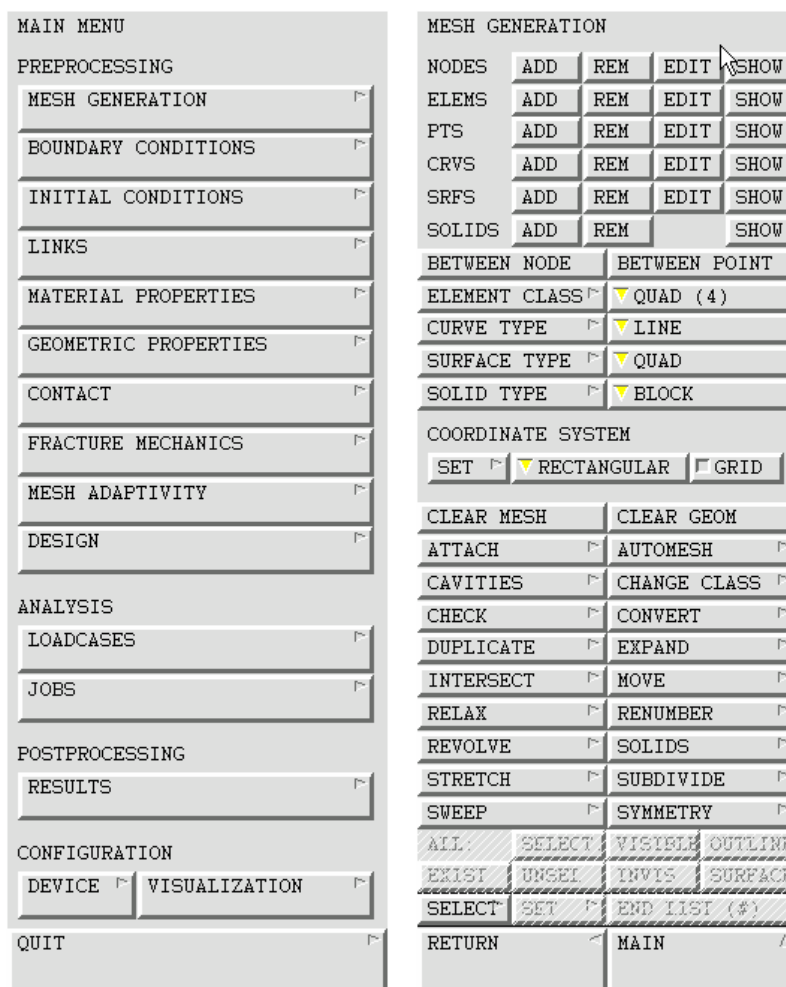 MAIN MENU
PREPROCESSING
MESH GENERATION
BOUNDARY CONDITIONS
INITIAL CONDITIONS
LINKS
MATERIAL PROPERTIES
GEOMETRIC PROPERTIES
CONTACT
FRACTURE MECHANICS
MESH ADAPTIVITY
DESIGN
ANALYSIS
LOADCASES
JOBS
POSTPROCESSING
RESULTS
CONFIGURATION
DEVICE VISUALIZATION
QUIT
MESH GENERATION
NODES ADD REM EDIT SHOW
ELEMS ADD REM EDIT SHOW
PTS ADD REM EDIT SHOW
CRVS ADD REM EDIT SHOW
SRFS ADD REM EDIT SHOW
SOLIDS ADD REM SHOW
BETWEEN NODE BETWEEN POINT
ELEMENT CLASS QUAD (4)
CURVE TYPE LINE
SURFACE TYPE QUAD
SOLID TYPE BLOCK
COORDINATE SYSTEM
SET RECTANGULAR GRID
CLEAR MESH CLEAR GEOM
ATTACH AUTOMESH
CAVITIES CHANGE CLASS
CHECK CONVERT
DUPLICATE EXPAND
INTERSECT MOVE
RELAX RENUMBER
REVOLVE SOLIDS
STRETCH SUBDIVIDE
SWEEP SYMMETRY
ALL: SELECT VISIBLE OUTLINE
EXIST UNSEL INVIS SURFACE
SELECT SET END LIST (#)
RETURN MAIN